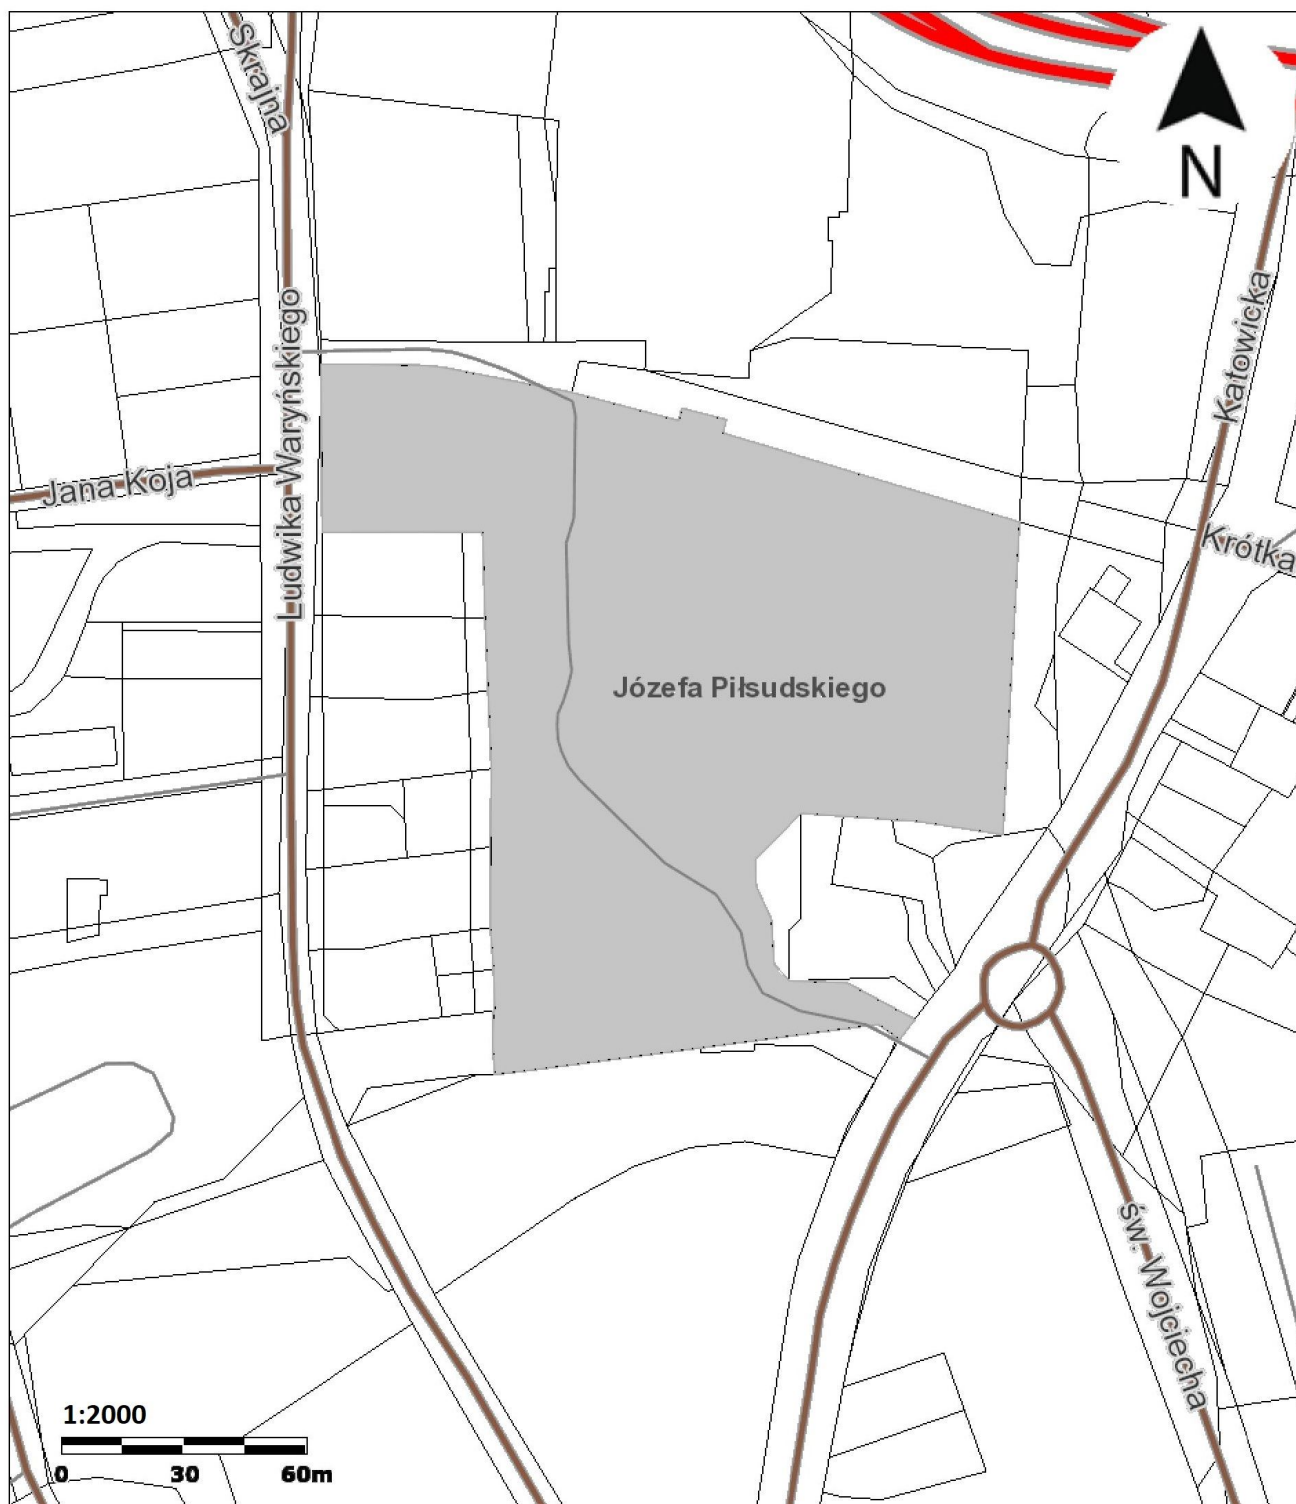 Skrajna
N
Ludwika Waryńskiego
Katowicka
Jana Koja
Krótka
Józefa Piłsudskiego
św. Wojciecha
1:2000
0 30 60m